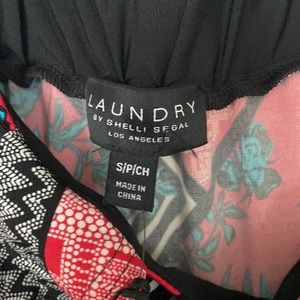 LAUNDRY
BY SHELLI SEGAL
LOS ANGELES
S/P/CH
MADE IN
CHINA